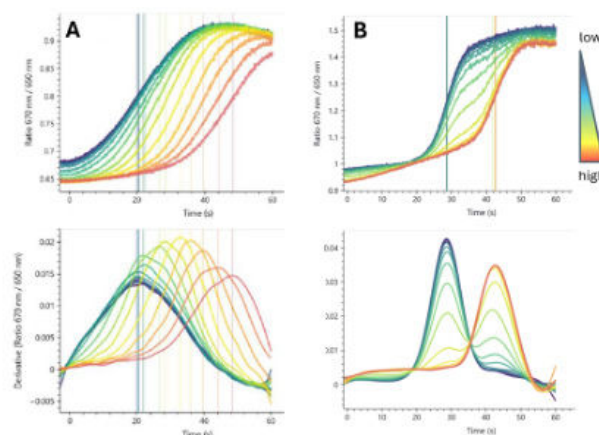 A
Ratio 670 nm / 650 nm
0.9
0.85
0.8
0.75
0.7
0.65
0 20 40 60
Time (s)
B
Ratio 670 nm / 650 nm
1.5
1.4
1.3
1.2
1.1
1
0.9
0 10 20 30 40 50 60
Time (s)
low
high
Derivative (Ratio 670 nm / 650 nm)
0.02
0.015
0.01
0.005
0
−0.005
0 20 40 60
Time (s)
0.04
0.03
0.02
0.01
0
0 10 20 30 40 50 60
Time (s)